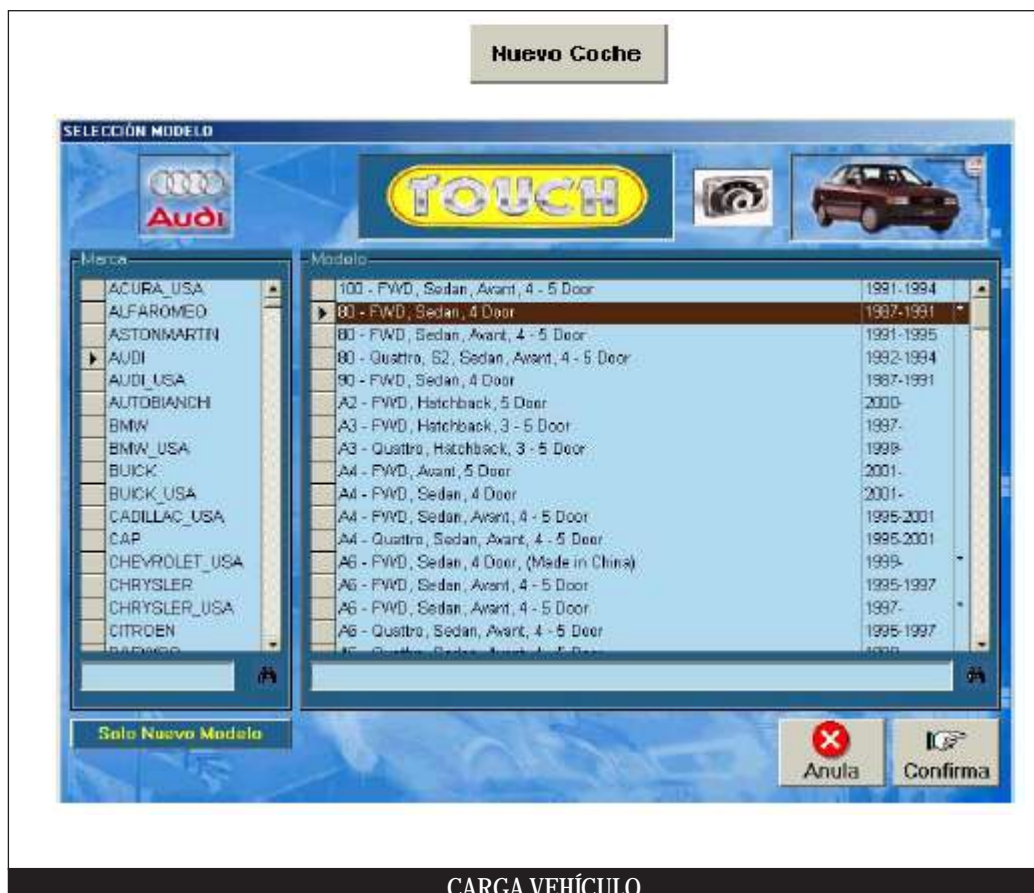 Nuevo Coche
SELECCIÓN MODELO
Audi
TOUCH
Marca
Modelo
ACURA_USA
ALFAROMEO
ASTONMARTIN
AUDI
AUDI_USA
AUTOBIANCHI
BMW
BMW_USA
BUICK
BUICK_USA
CADILLAC_USA
CAP
CHEVROLET_USA
CHRYSLER
CHRYSLER_USA
CITROEN
100 - FWD, Sedan, Avant, 4 - 5 Door 1991-1994
80 - FWD, Sedan, 4 Door 1987-1991 *
80 - FWD, Sedan, Avant, 4 - 5 Door 1991-1995
80 - Quattro, S2, Sedan, Avant, 4 - 5 Door 1992-1994
90 - FWD, Sedan, 4 Door 1987-1991
A2 - FWD, Hatchback, 5 Door 2000-
A3 - FWD, Hatchback, 3 - 5 Door 1997-
A3 - Quattro, Hatchback, 3 - 5 Door 1999-
A4 - FWD, Avant, 5 Door 2001-
A4 - FWD, Sedan, 4 Door 2001-
A4 - FWD, Sedan, Avant, 4 - 5 Door 1995-2001
A4 - Quattro, Sedan, Avant, 4 - 5 Door 1995-2001
A6 - FWD, Sedan, 4 Door, (Made in China) 1999- *
A6 - FWD, Sedan, Avant, 4 - 5 Door 1995-1997
A6 - FWD, Sedan, Avant, 4 - 5 Door 1997- *
A6 - Quattro, Sedan, Avant, 4 - 5 Door 1995-1997
Solo Nuevo Modelo
Anula
Confirma
CARGA VEHÍCULO